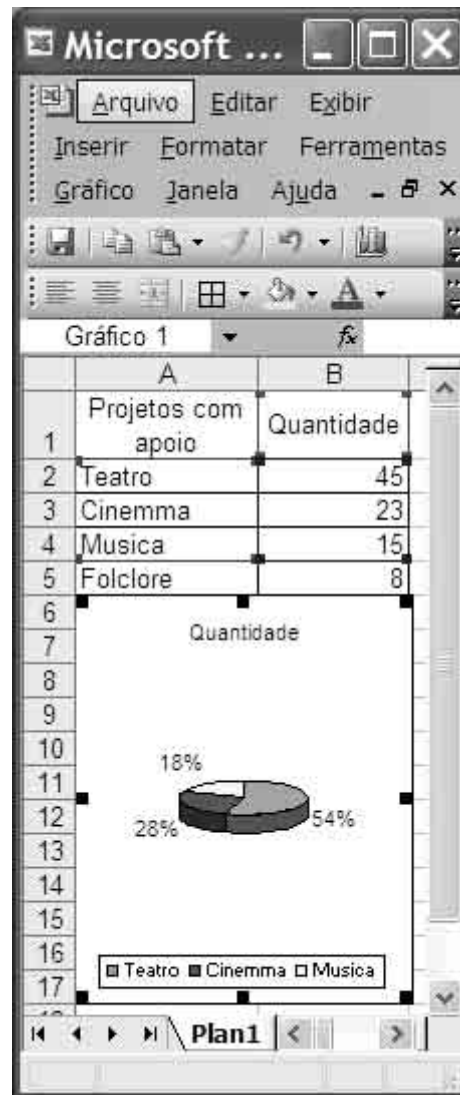 Microsoft ...
Arquivo Editar Exibir
Inserir Formatar Ferramentas
Gráfico Janela Ajuda
Gráfico 1 fx
A B
1 Projetos com apoio Quantidade
2 Teatro 45
3 Cinemma 23
4 Musica 15
5 Folclore 8
6
7
8
9
10
11
12
13
14
15
16
17
Quantidade
18%
28% 54%
Teatro Cinemma Musica
Plan1